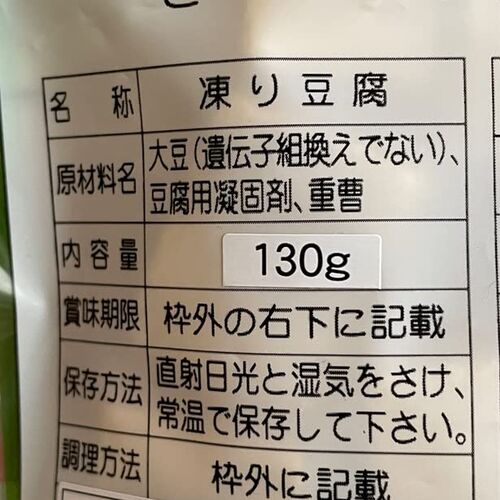 名称 凍り豆腐
原材料名 大豆(遺伝子組換えでない)、
豆腐用凝固剤、重曹
内容量 130g
賞味期限 枠外の右下に記載
保存方法 直射日光と湿気をさけ、
常温で保存して下さい。
調理方法 枠外に記載